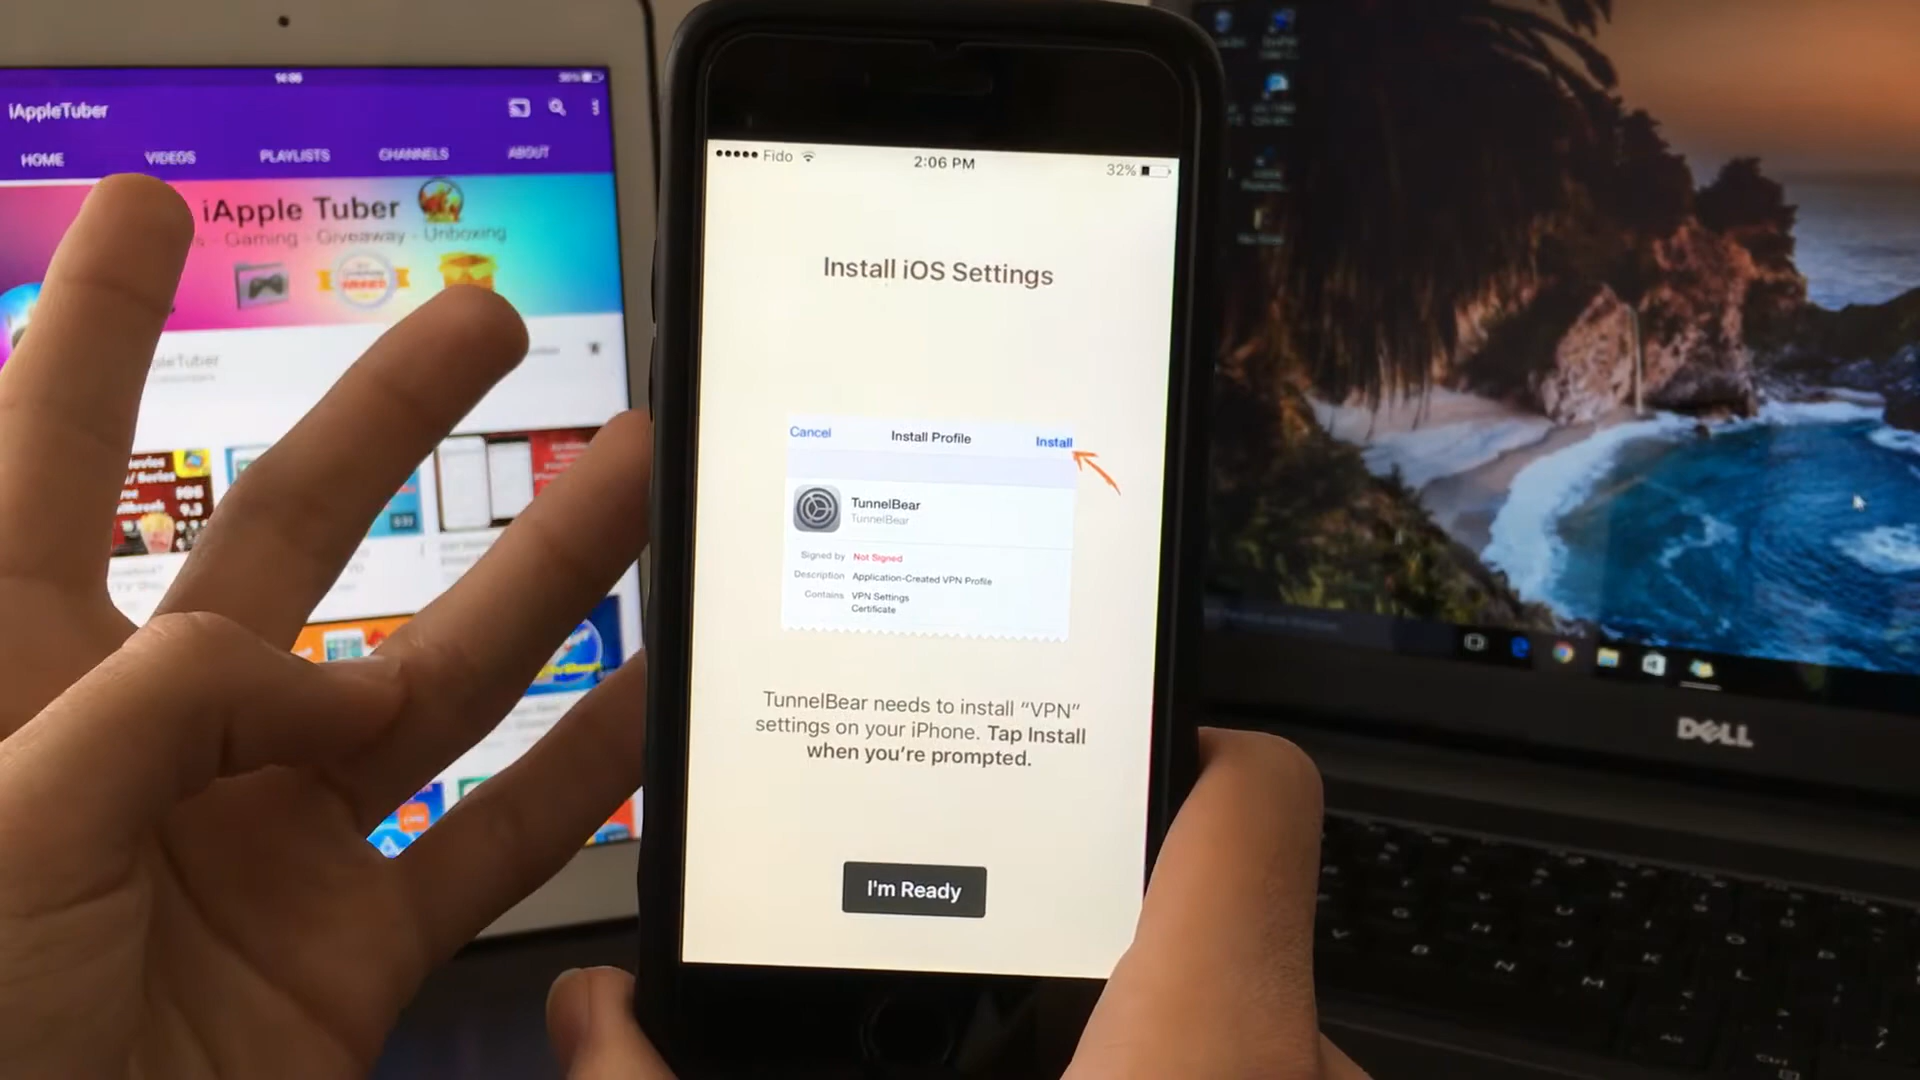 14:06
iAppleTuber
HOME VIDEOS PLAYLISTS CHANNELS ABOUT
iApple Tuber
- Gaming - Giveaway - Unboxing
Fido
2:06 PM
32%
Install iOS Settings
Cancel
Install Profile
Install
TunnelBear
TunnelBear
Signed by Not Signed
Description Application-Created VPN Profile
Contains VPN Settings
Certificate
TunnelBear needs to install “VPN”
settings on your iPhone. Tap Install
when you’re prompted.
I'm Ready
DELL